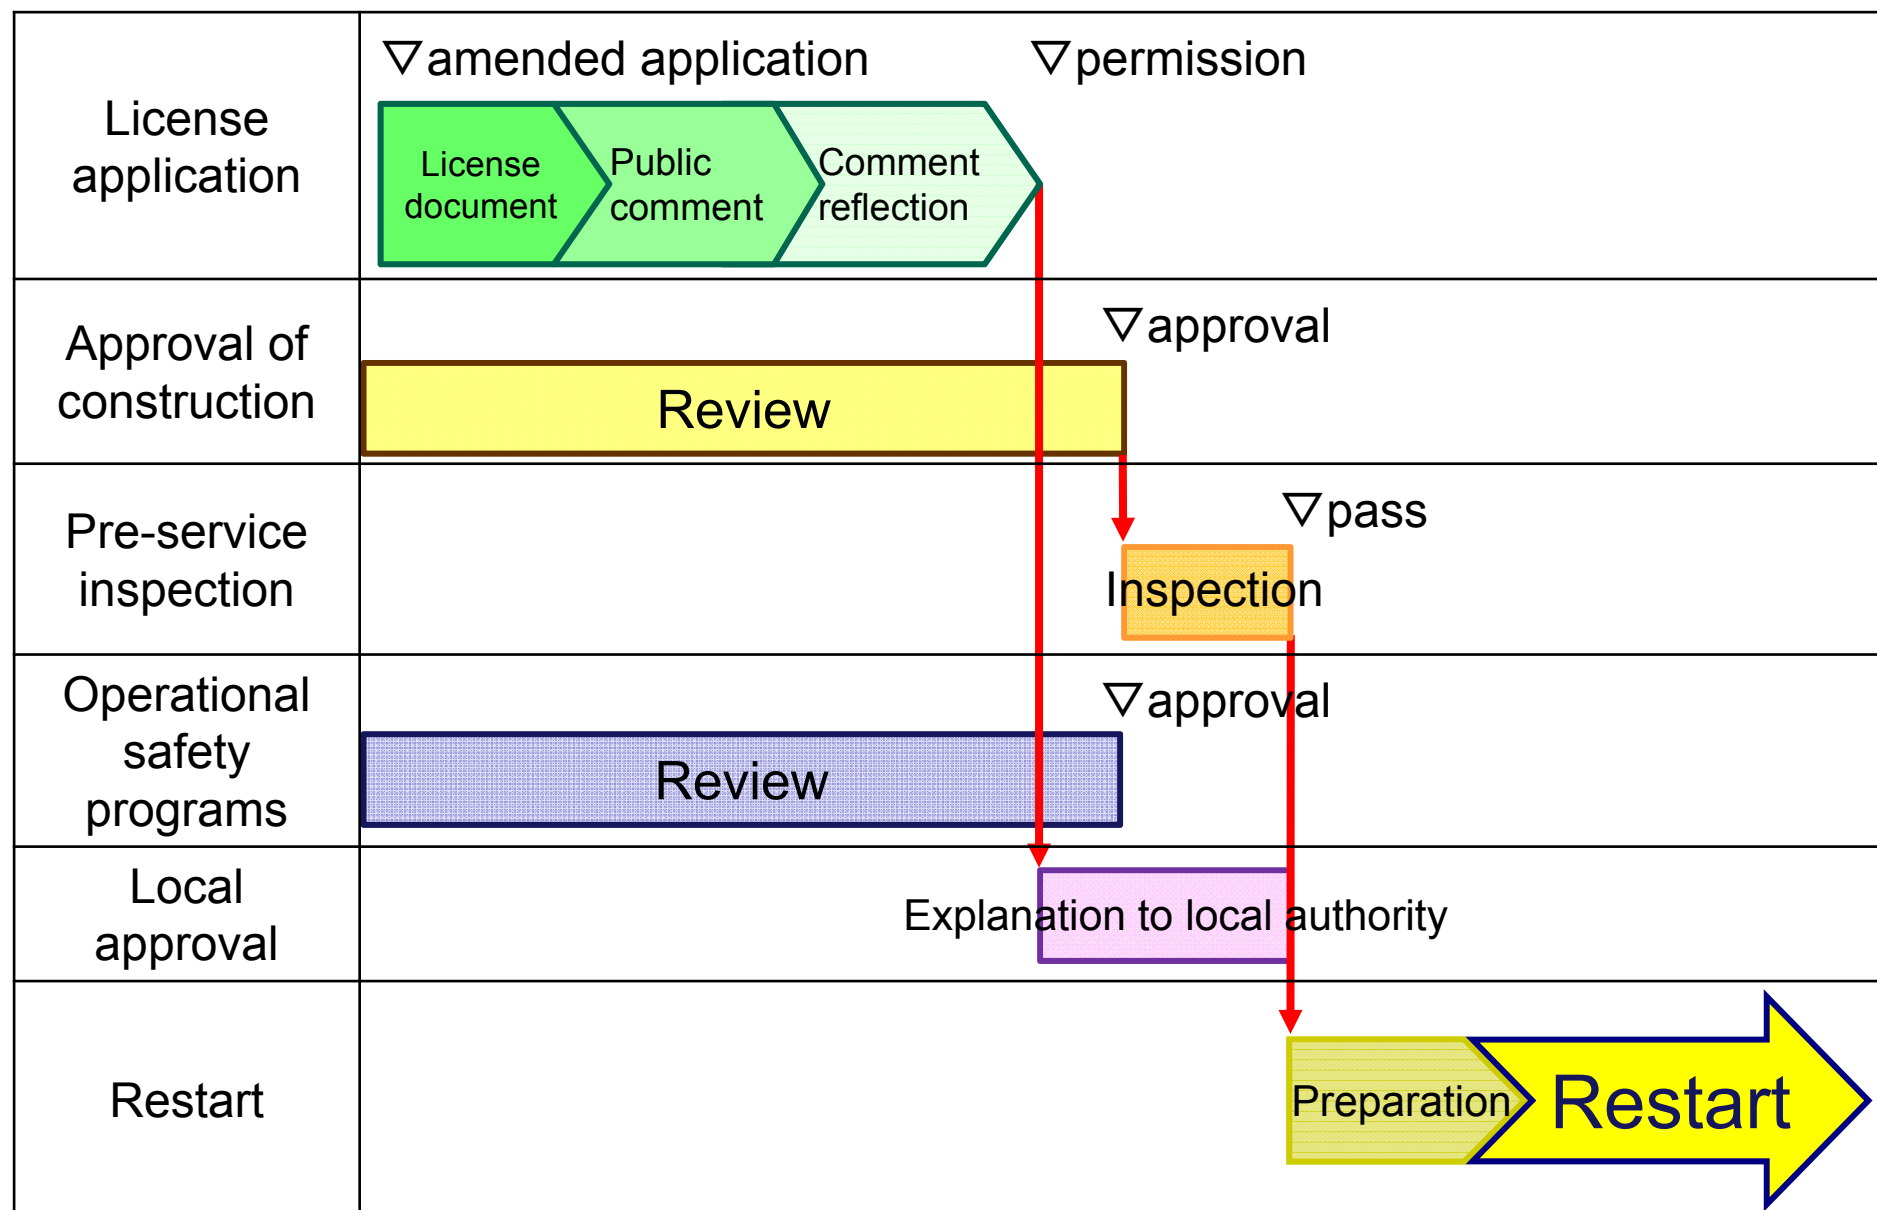 License
application
▽amended application
▽permission
License
document
Public
comment
Comment
reflection
Approval of
construction
▽approval
Review
Pre-service
inspection
▽pass
Inspection
Operational
safety
programs
▽approval
Review
Local
approval
Explanation to local authority
Restart
Preparation
Restart